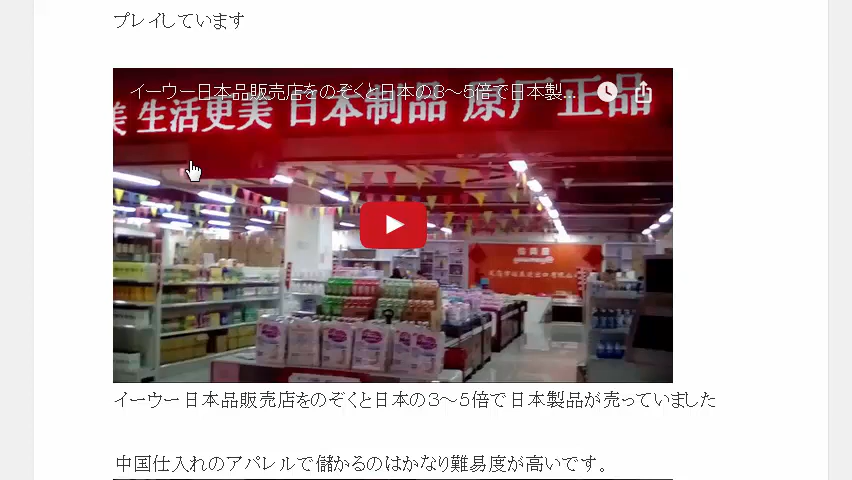 プレイしています
イーウー日本品販売店をのぞくと日本の３～５倍で日本製...
美 生活更美 日本制品 原厂正品
イーウー日本品販売店をのぞくと日本の３～５倍で日本製品が売っていました
中国仕入れのアパレルで儲かるのはかなり難易度が高いです。